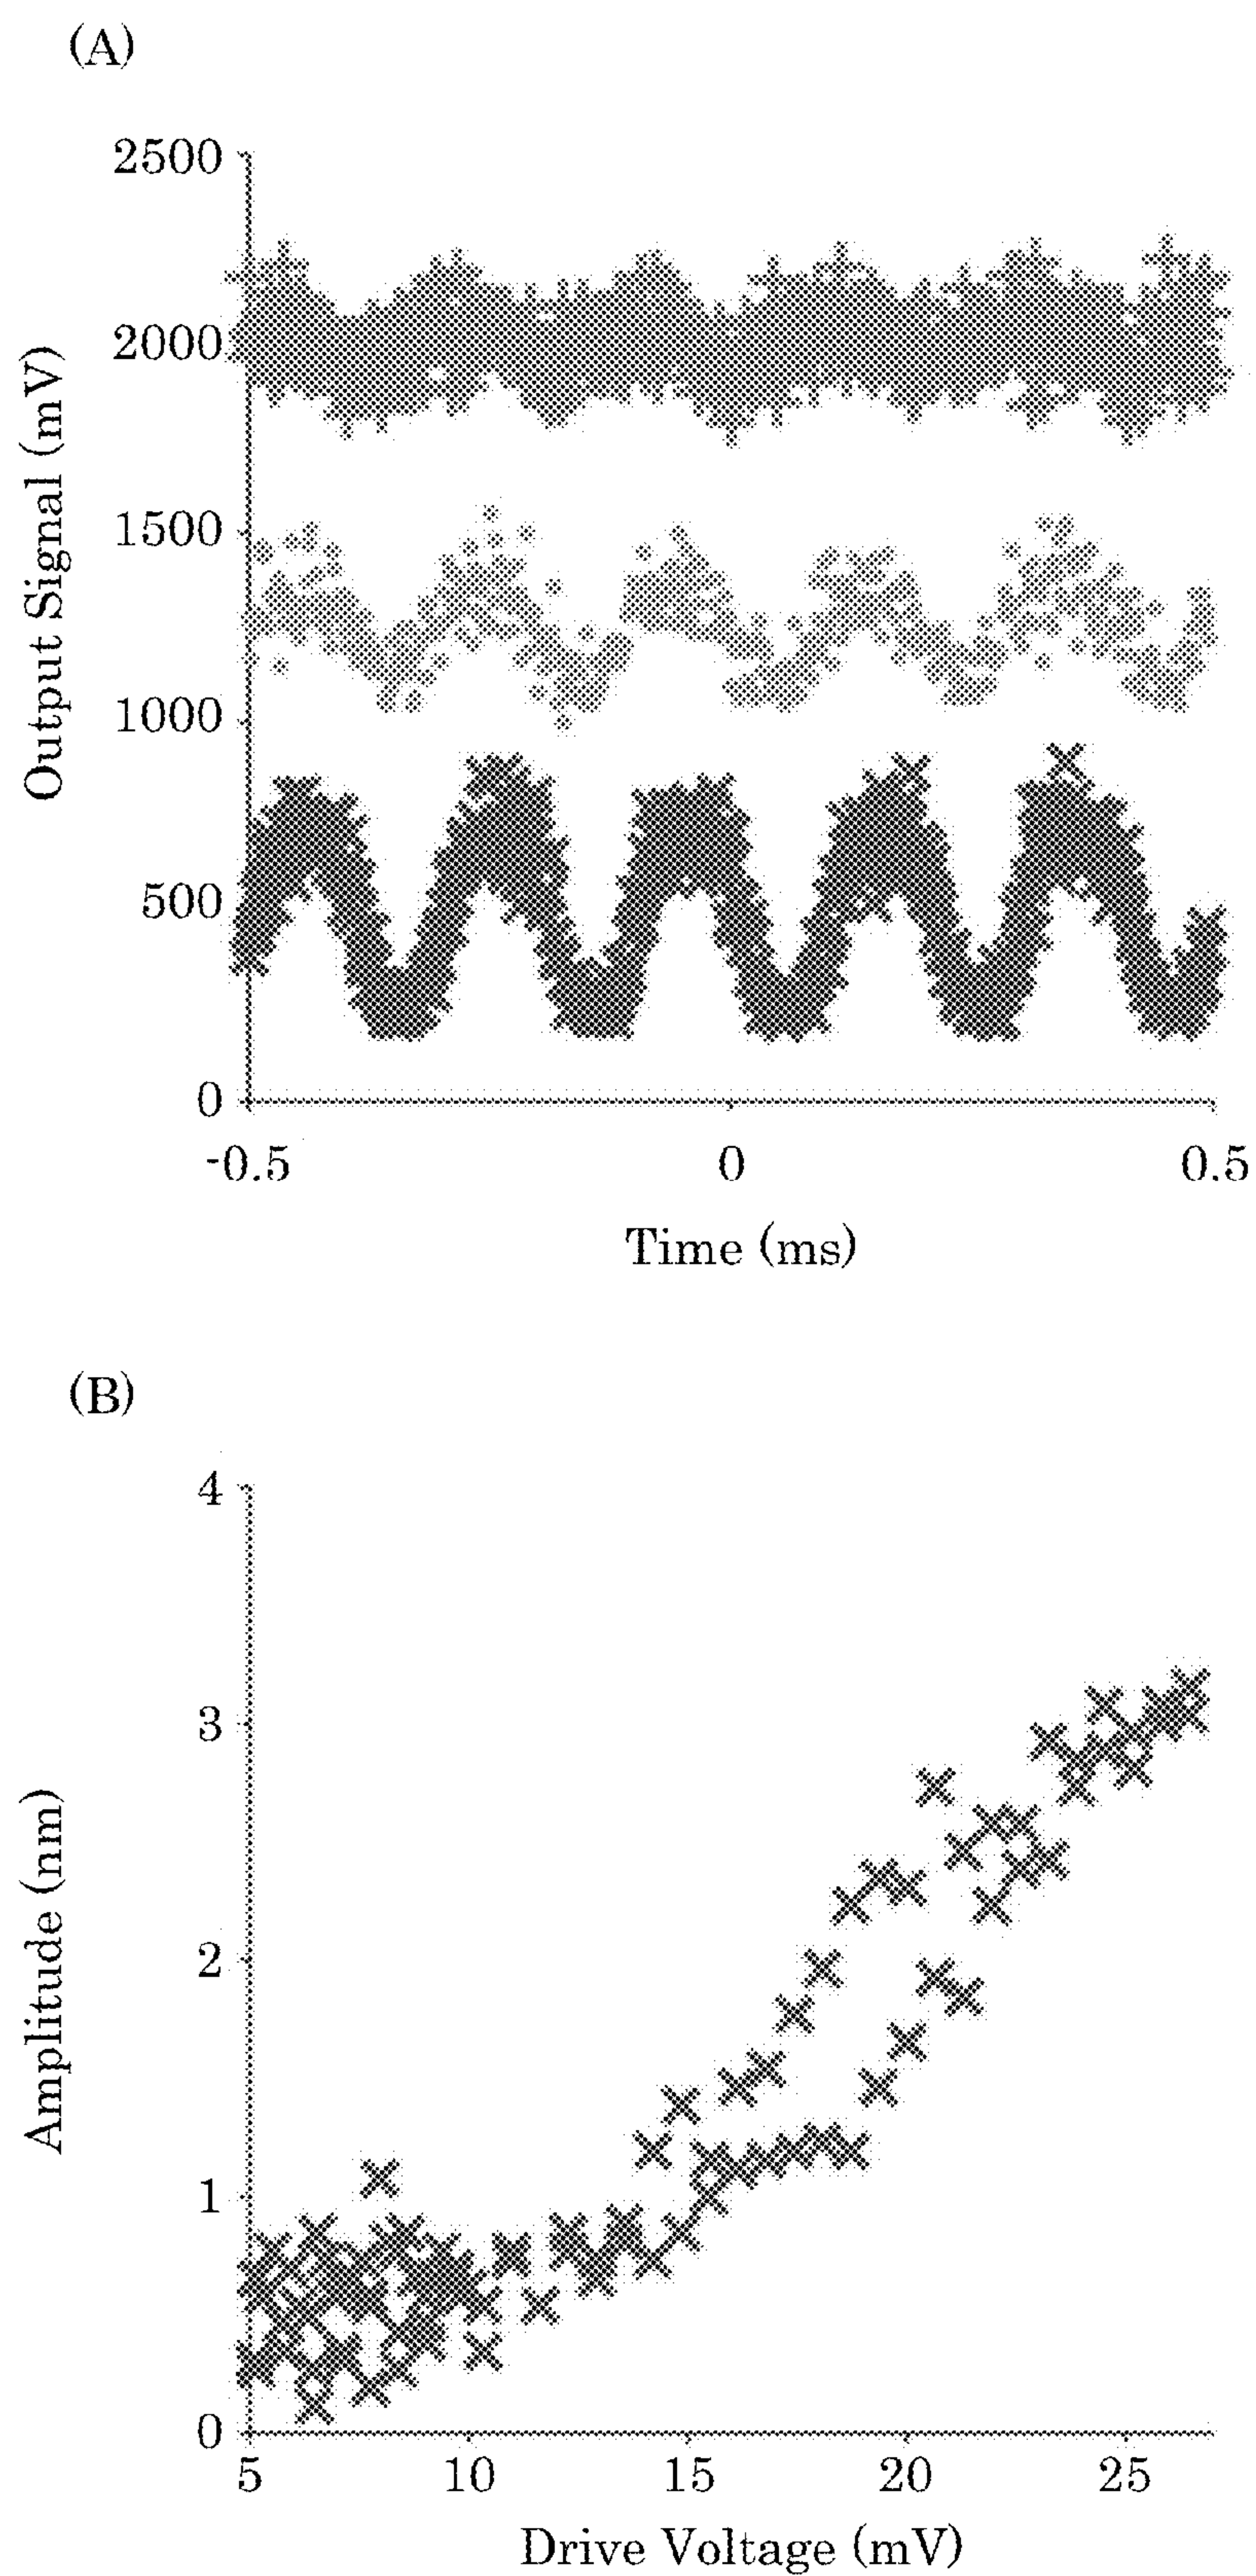 (A)
2500
2000
1500
1000
500
0
Output Signal (mV)
-0.5 0 0.5
Time (ms)
(B)
4
3
2
1
0
Amplitude (nm)
5 10 15 20 25
Drive Voltage (mV)